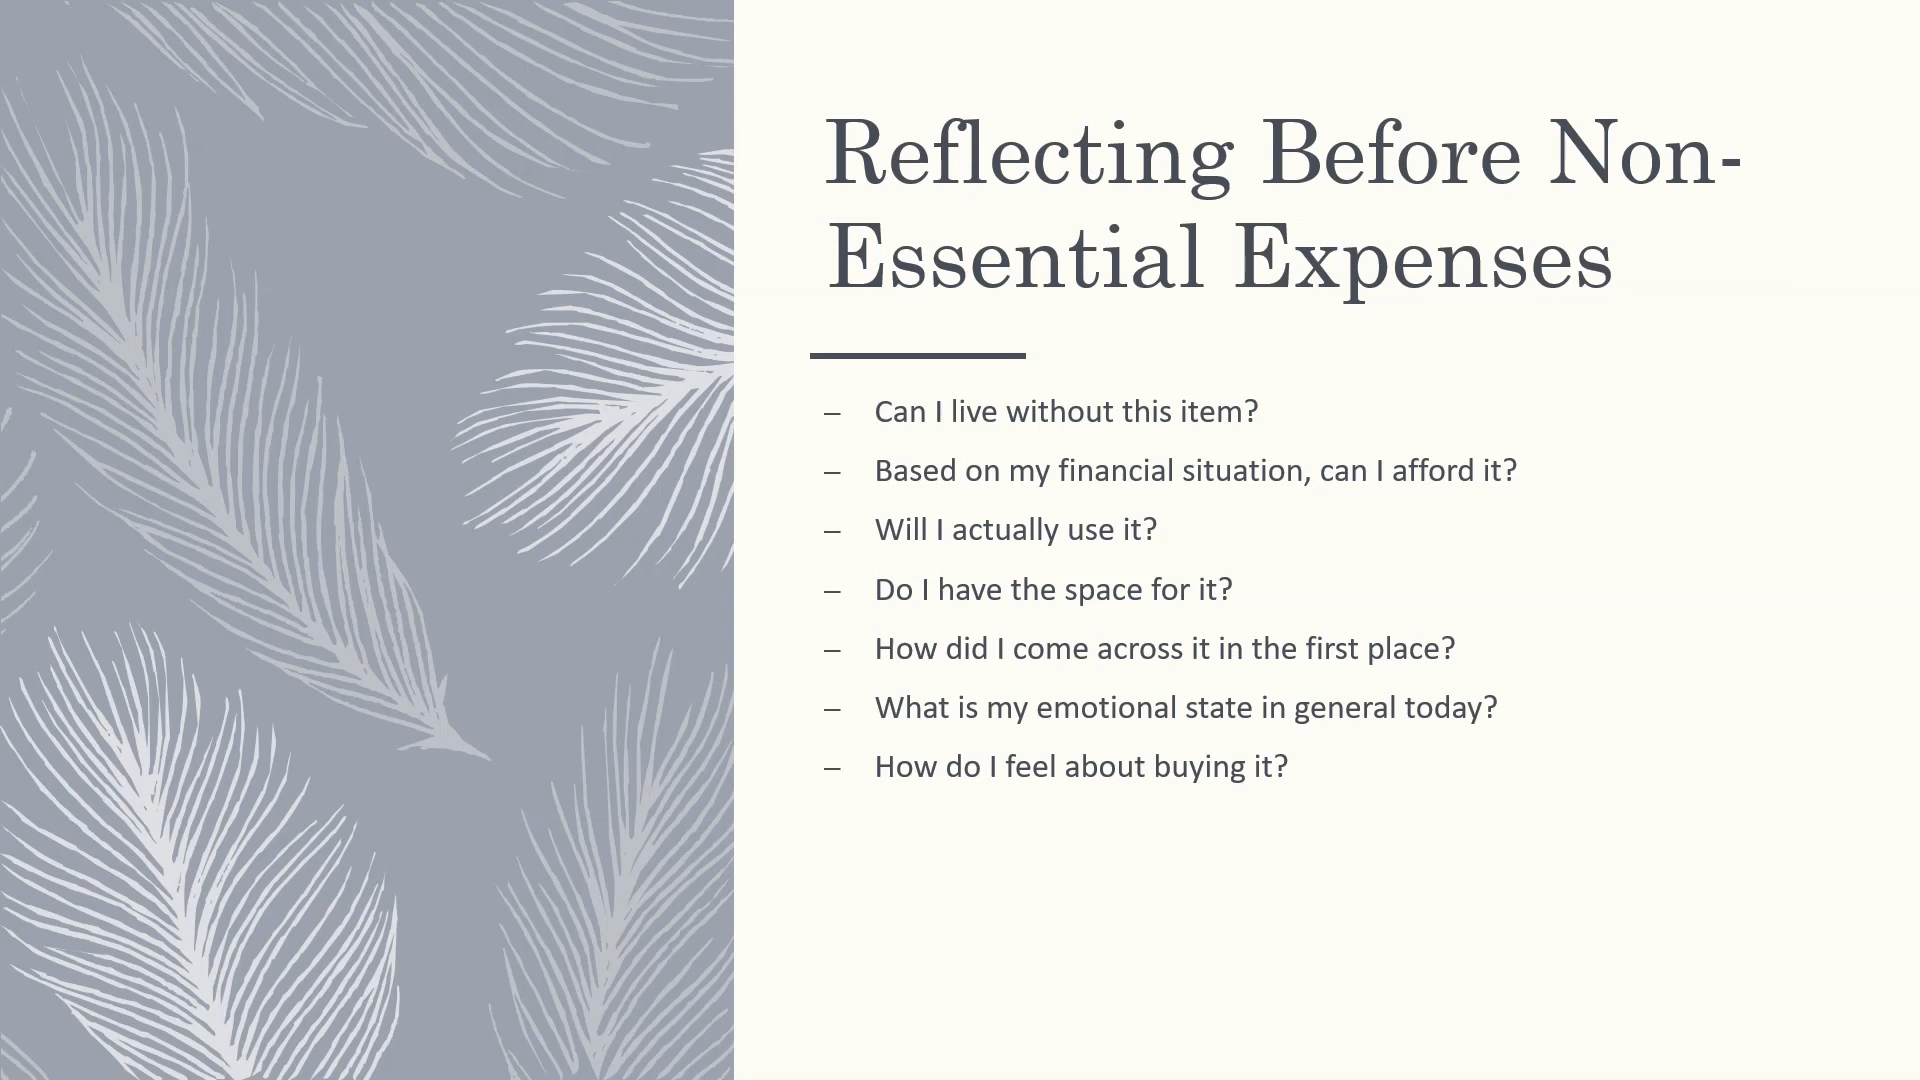 Reflecting Before Non-
Essential Expenses
– Can I live without this item?
– Based on my financial situation, can I afford it?
– Will I actually use it?
– Do I have the space for it?
– How did I come across it in the first place?
– What is my emotional state in general today?
– How do I feel about buying it?